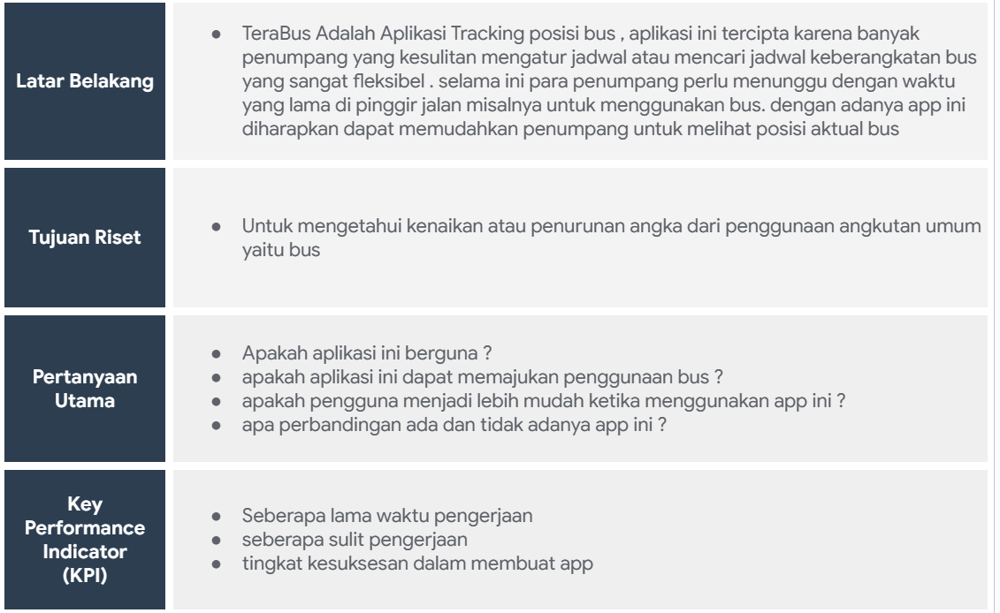 Latar Belakang
● TeraBus Adalah Aplikasi Tracking posisi bus , aplikasi ini tercipta karena banyak
penumpang yang kesulitan mengatur jadwal atau mencari jadwal keberangkatan bus
yang sangat fleksibel . selama ini para penumpang perlu menunggu dengan waktu
yang lama di pinggir jalan misalnya untuk menggunakan bus. dengan adanya app ini
diharapkan dapat memudahkan penumpang untuk melihat posisi aktual bus
Tujuan Riset
● Untuk mengetahui kenaikan atau penurunan angka dari penggunaan angkutan umum
yaitu bus
Pertanyaan
Utama
● Apakah aplikasi ini berguna ?
● apakah aplikasi ini dapat memajukan penggunaan bus ?
● apakah pengguna menjadi lebih mudah ketika menggunakan app ini ?
● apa perbandingan ada dan tidak adanya app ini ?
Key
Performance
Indicator
(KPI)
● Seberapa lama waktu pengerjaan
● seberapa sulit pengerjaan
● tingkat kesuksesan dalam membuat app